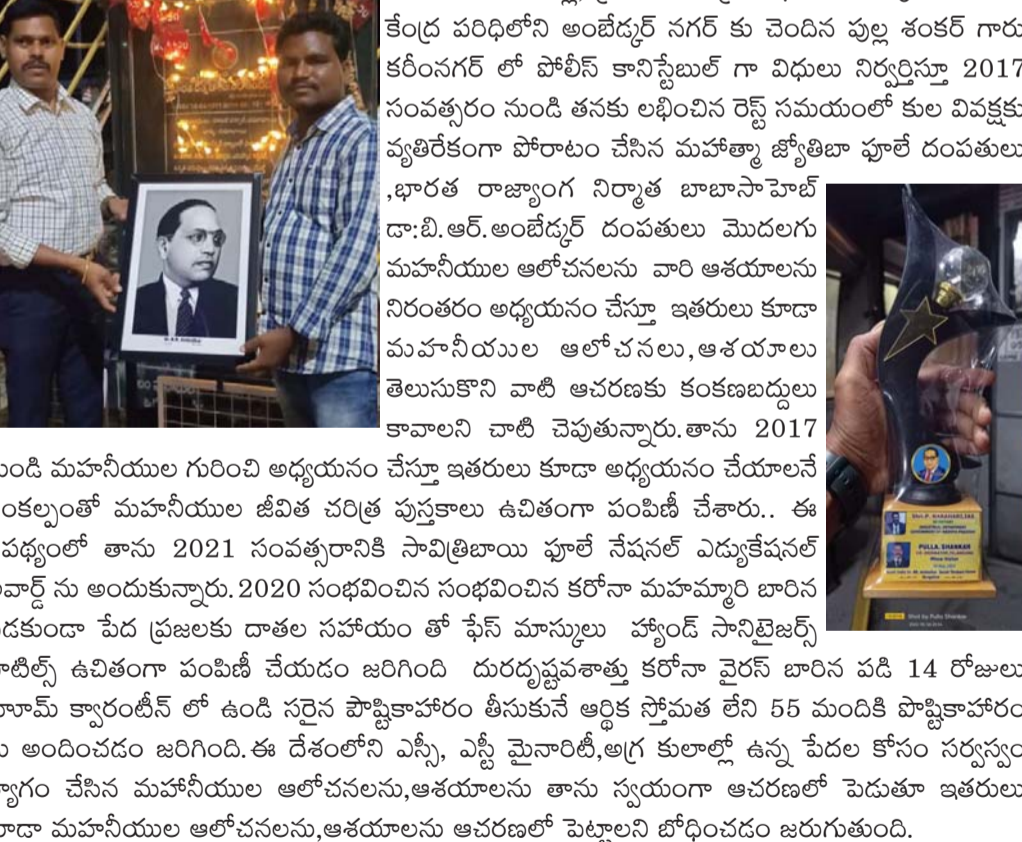 కేంద్ర పరిధిలోని అంబేడ్కర్ నగర్ కు చెందిన పుల్ల శంకర్ గారు
కరీంనగర్ లో పోలీస్ కానిస్టేబుల్ గా విధులు నిర్వర్తిస్తూ 2017
సంవత్సరం నుండి తనకు లభించిన రెస్ట్ సమయంలో కుల వివక్షకు
వ్యతిరేకంగా పోరాటం చేసిన మహాత్మా జ్యోతిబా ఫూలే దంపతులు
,భారత రాజ్యాంగ నిర్మాత బాబాసాహెబ్
డా:బి.ఆర్.అంబేడ్కర్ దంపతులు మొదలగు
మహనీయుల ఆలోచనలను వారి ఆశయాలను
నిరంతరం అధ్యయనం చేస్తూ ఇతరులు కూడా
మహనీయుల ఆలోచనలు,ఆశయాలు
తెలుసుకొని వాటి ఆచరణకు కంకణబద్దులు
కావాలని చాటి చెపుతున్నారు.తాను 2017
మహనీయుల గురించి అధ్యయనం చేస్తూ ఇతరులు కూడా అధ్యయనం చేయాలనే
మహనీయుల జీవిత చరిత్ర పుస్తకాలు ఉచితంగా పంపిణీ చేశారు.. ఈ
తాను 2021 సంవత్సరానికి సావిత్రిబాయి ఫూలే నేషనల్ ఎడ్యుకేషనల్
ను అందుకున్నారు.2020 సంభవించిన సంభవించిన కరోనా మహమ్మారి బారిన
పేద ప్రజలకు దాతల సహాయం తో ఫేస్ మాస్కులు హ్యాండ్ సానిటైజర్స్
ఉచితంగా పంపిణీ చేయడం జరిగింది దురదృష్టవశాత్తు కరోనా వైరస్ బారిన పడి 14 రోజులు
క్వారంటీన్ లో ఉండి సరైన పౌష్టికాహారం తీసుకునే ఆర్థిక స్తోమత లేని 55 మందికి పౌష్టికాహారం
అందించడం జరిగింది.ఈ దేశంలోని ఎస్సీ, ఎస్టీ మైనారిటీ,అగ్ర కులాల్లో ఉన్న పేదల కోసం సర్వస్వం
చేసిన మహానీయుల ఆలోచనలను,ఆశయాలను తాను స్వయంగా ఆచరణలో పెడుతూ ఇతరులు
మహనీయుల ఆలోచనలను,ఆశయాలను ఆచరణలో పెట్టాలని బోధించడం జరుగుతుంది.
PULLA. SHANKAR
Shot by Pulla Shankar